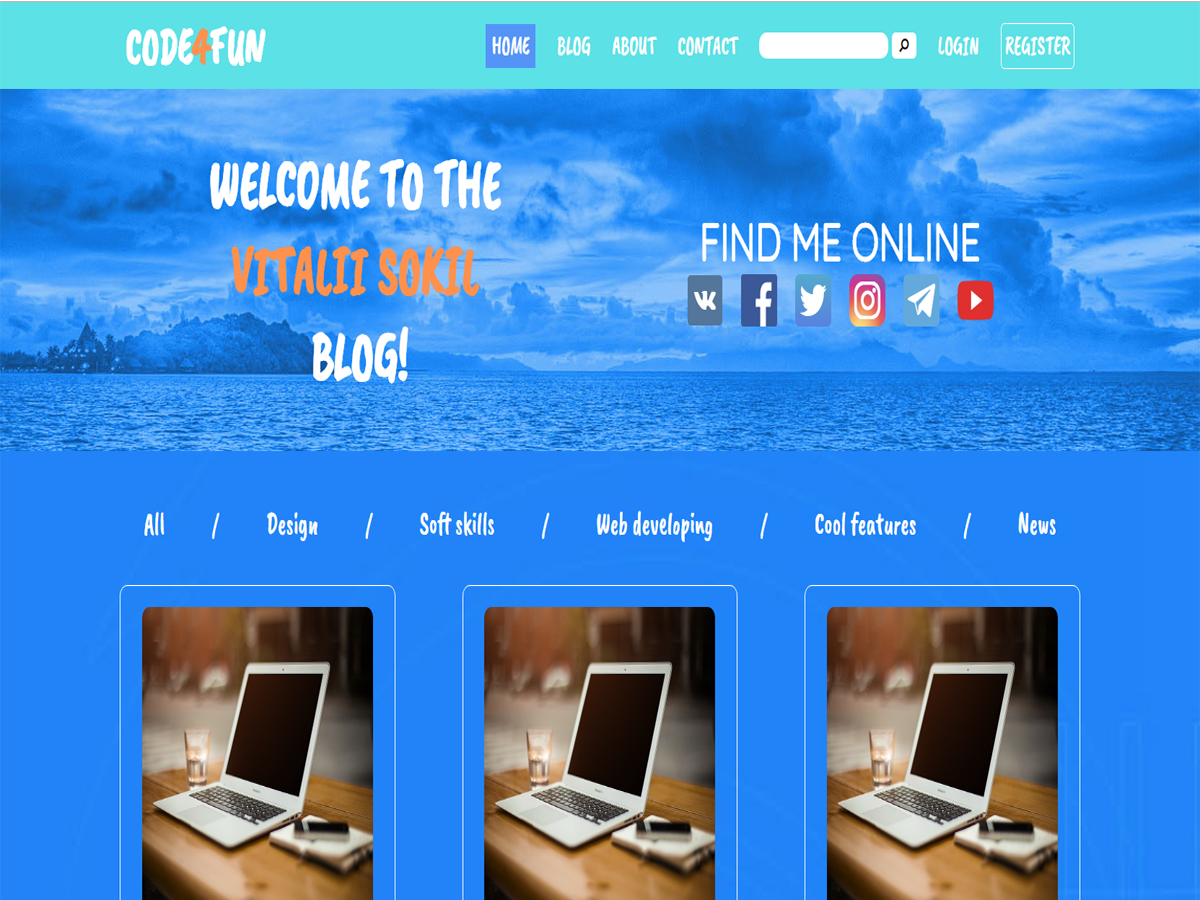 CODE4FUN
HOME BLOG ABOUT CONTACT LOGIN REGISTER
WELCOME TO THE
VITALII SOKIL
BLOG!
FIND ME ONLINE
All / Design / Soft skills / Web developing / Cool features / News